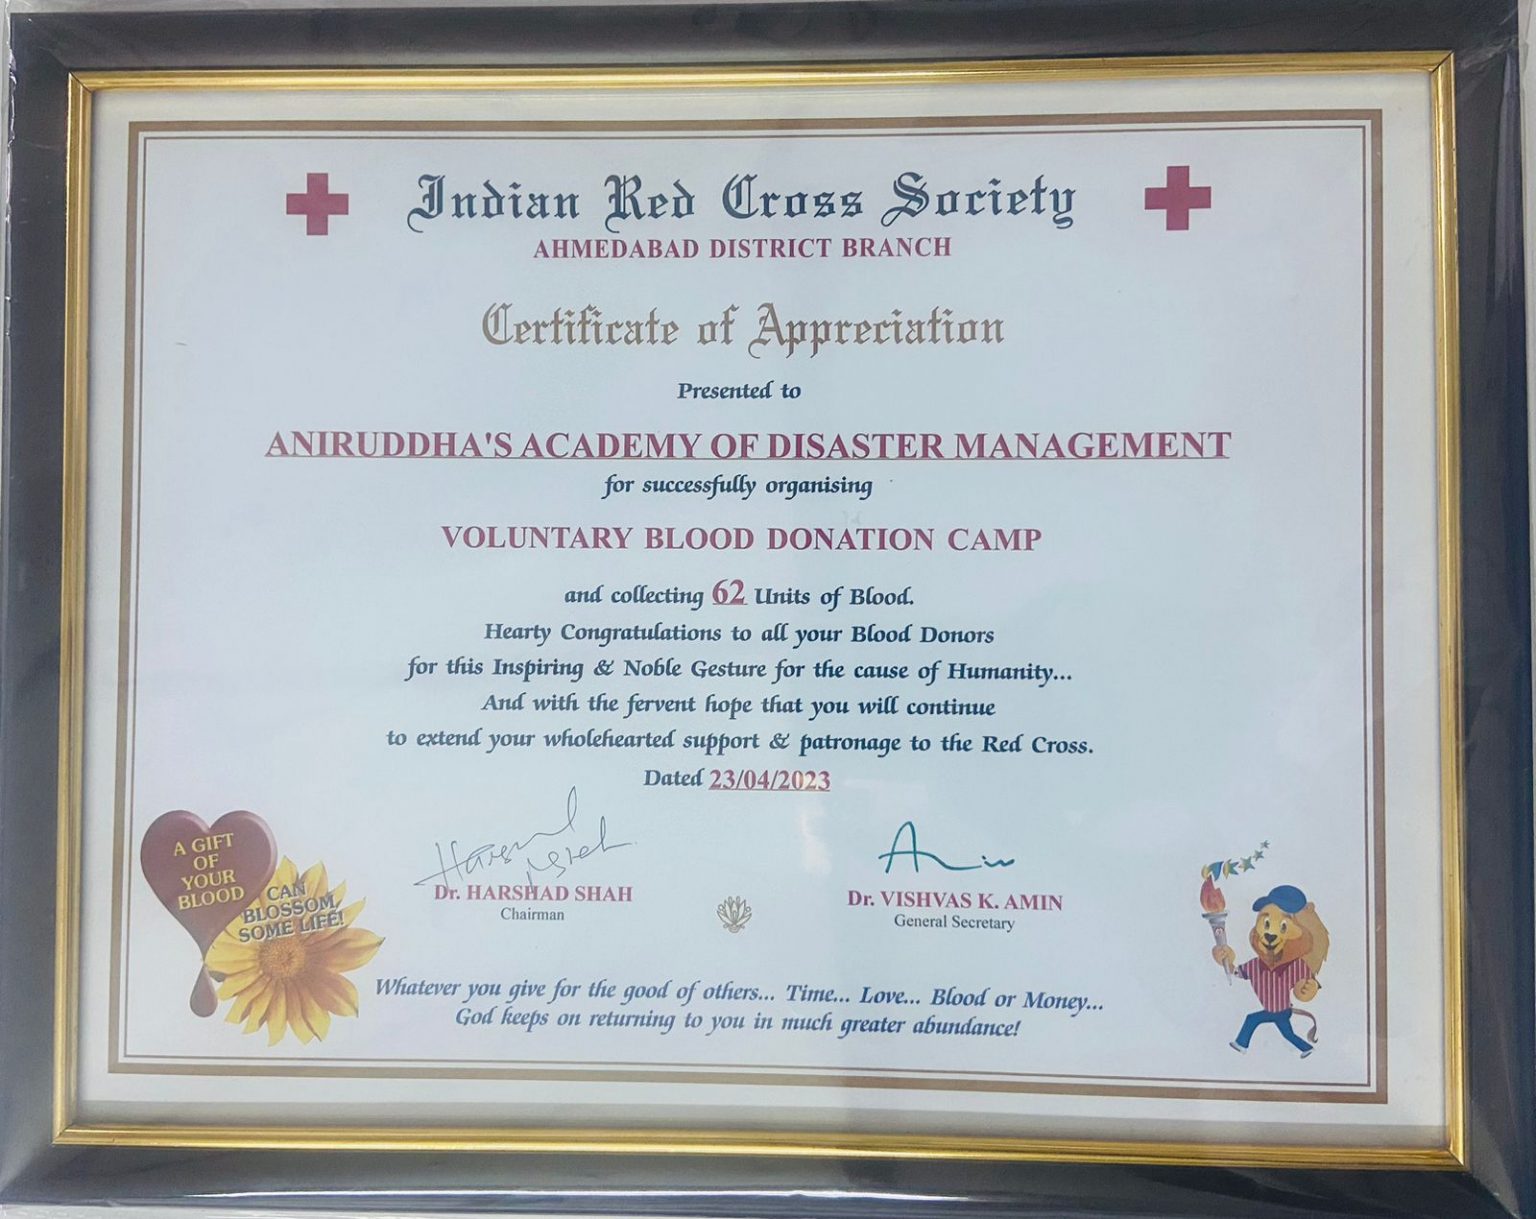 Indian Red Cross Society
AHMEDABAD DISTRICT BRANCH
Certificate of Appreciation
Presented to
ANIRUDDHA'S ACADEMY OF DISASTER MANAGEMENT
for successfully organising
VOLUNTARY BLOOD DONATION CAMP
and collecting 62 Units of Blood.
Hearty Congratulations to all your Blood Donors
for this Inspiring & Noble Gesture for the cause of Humanity...
And with the fervent hope that you will continue
to extend your wholehearted support & patronage to the Red Cross.
Dated 23/04/2023
Harshad
Shah
Dr. HARSHAD SHAH
Chairman
Amin
Dr. VISHVAS K. AMIN
General Secretary
A GIFT
OF
YOUR
BLOOD
CAN
BLOSSOM
SOME LIFE!
Whatever you give for the good of others... Time... Love... Blood or Money...
God keeps on returning to you in much greater abundance!